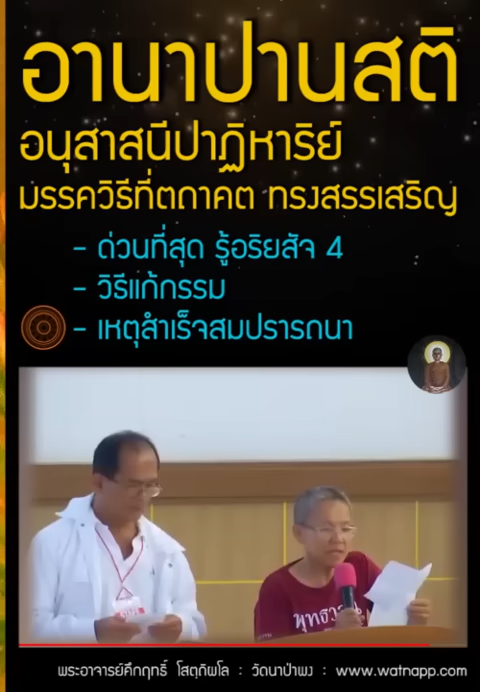 อานาปานสติ
อนุสาสนีปาฏิหาริย์
มรรควิธีที่ตถาคต ทรงสรรเสริญ
- ด่วนที่สุด รู้อริยสัจ 4
- วิธีแก้กรรม
- เหตุสำเร็จสมปรารถนา
พระอาจารย์คึกฤทธิ์ โสตฺถิผโล : วัดนาป่าพง : www.watnapp.com